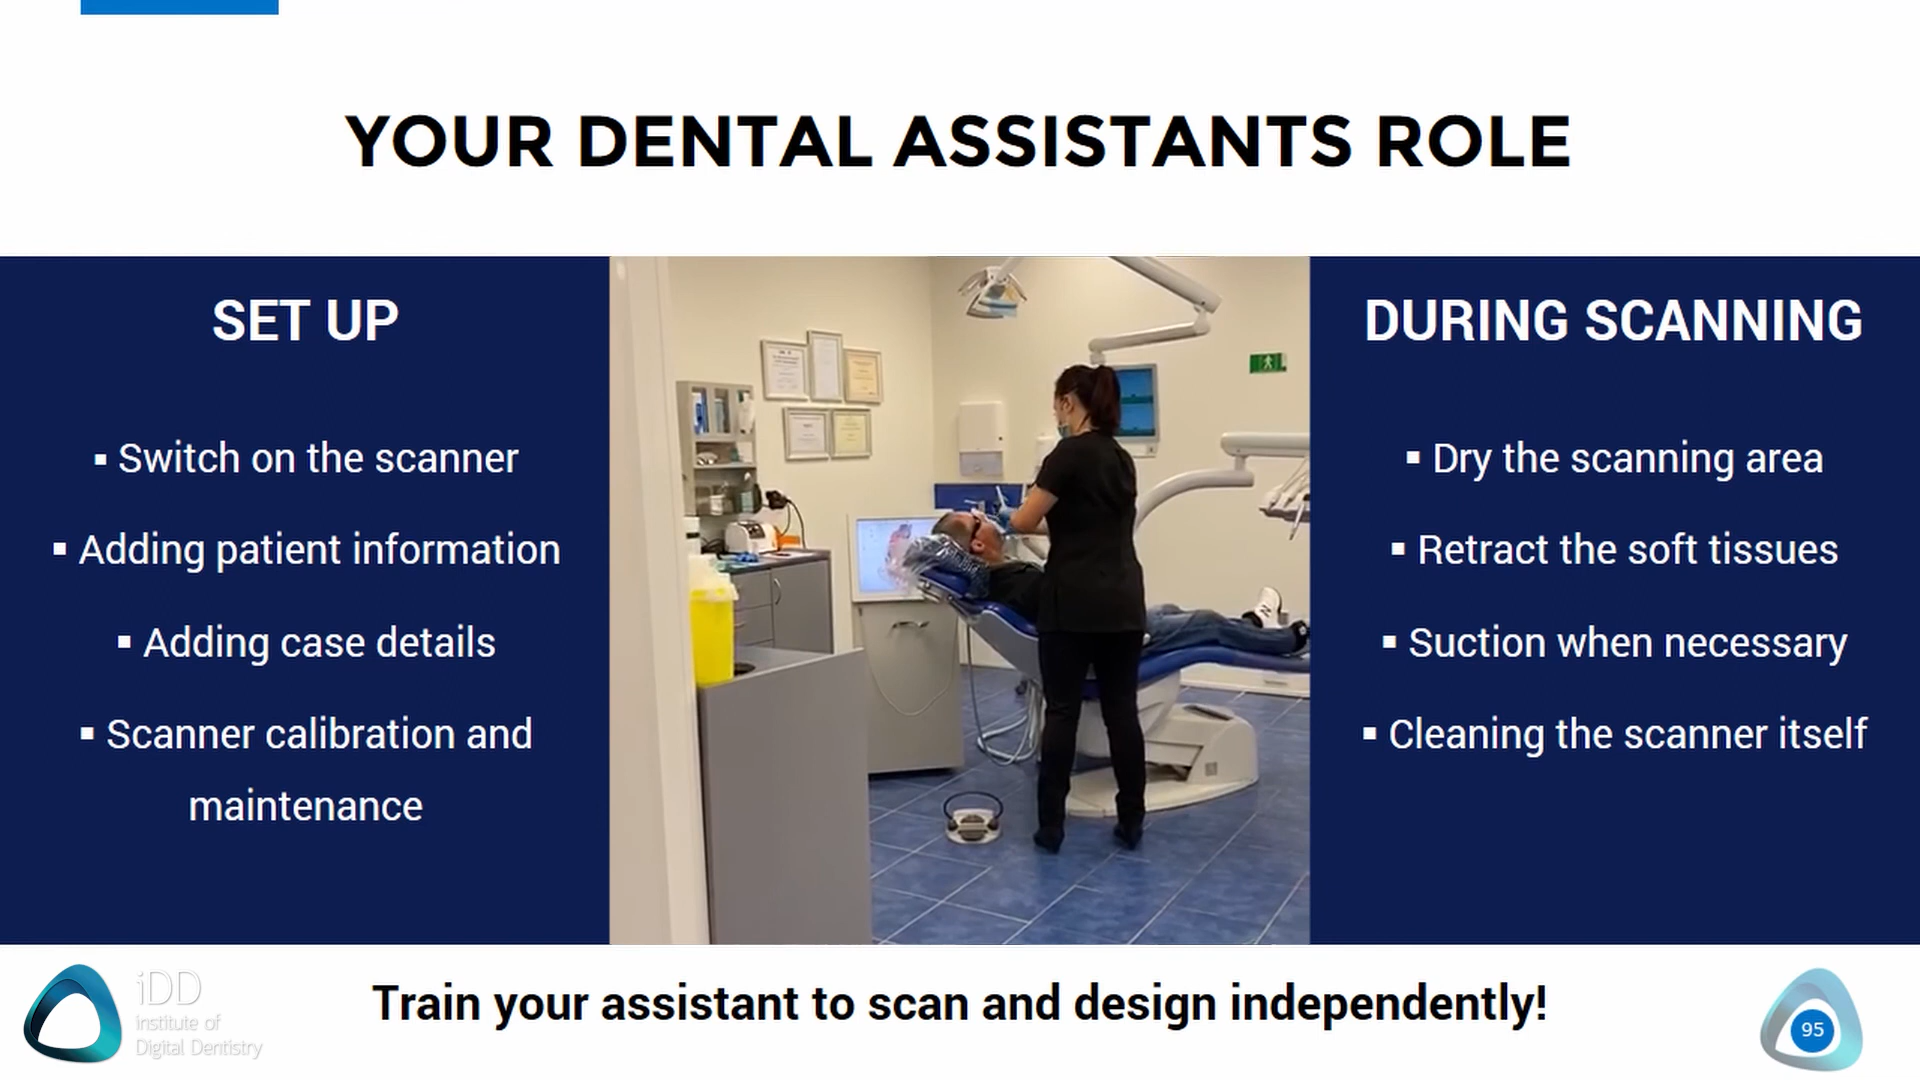 YOUR DENTAL ASSISTANTS ROLE
SET UP
▪ Switch on the scanner
▪ Adding patient information
▪ Adding case details
▪ Scanner calibration and
maintenance
DURING SCANNING
▪ Dry the scanning area
▪ Retract the soft tissues
▪ Suction when necessary
▪ Cleaning the scanner itself
Train your assistant to scan and design independently!
iDD
institute of
Digital Dentistry
95